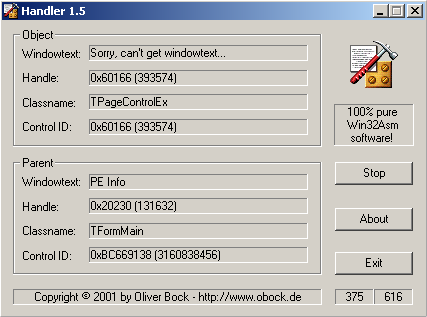 Handler 1.5
Object
Windowtext: Sorry, can't get windowtext...
Handle: 0x60166 (393574)
Classname: TPageControlEx
Control ID: 0x60166 (393574)
100% pure
Win32Asm
software!
Parent
Windowtext: PE Info
Handle: 0x20230 (131632)
Classname: TFormMain
Control ID: 0xBC669138 (3160838456)
Stop
About
Exit
Copyright © 2001 by Oliver Bock - http://www.obock.de
375 616